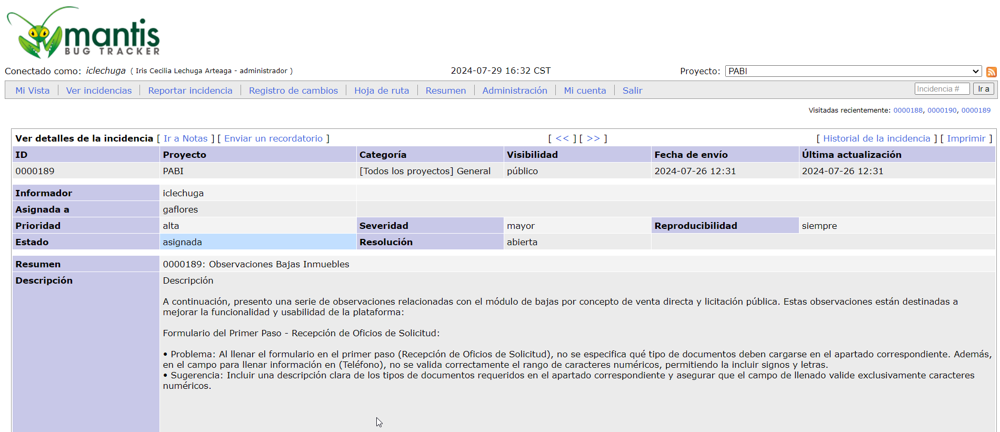 mantis
BUG TRACKER
Conectado como: iclechuga ( Iris Cecilia Lechuga Arteaga - administrador )
2024-07-29 16:32 CST
Proyecto: PABI
Mi Vista | Ver incidencias | Reportar incidencia | Registro de cambios | Hoja de ruta | Resumen | Administración | Mi cuenta | Salir
Incidencia # Ir a
Visitadas recientemente: 0000188, 0000190, 0000189
Ver detalles de la incidencia [ Ir a Notas ] [ Enviar un recordatorio ] [ << ] [ >> ] [ Historial de la incidencia ] [ Imprimir ]
ID Proyecto Categoría Visibilidad Fecha de envío Última actualización
0000189 PABI [Todos los proyectos] General público 2024-07-26 12:31 2024-07-26 12:31
Informador iclechuga
Asignada a gaflores
Prioridad alta Severidad mayor Reproducibilidad siempre
Estado asignada Resolución abierta
Resumen 0000189: Observaciones Bajas Inmuebles
Descripción Descripción
A continuación, presento una serie de observaciones relacionadas con el módulo de bajas por concepto de venta directa y licitación pública. Estas observaciones están destinadas a
mejorar la funcionalidad y usabilidad de la plataforma:
Formulario del Primer Paso - Recepción de Oficios de Solicitud:
• Problema: Al llenar el formulario en el primer paso (Recepción de Oficios de Solicitud), no se especifica qué tipo de documentos deben cargarse en el apartado correspondiente. Además,
en el campo para llenar información en (Teléfono), no se valida correctamente el rango de caracteres numéricos, permitiendo la incluir signos y letras.
• Sugerencia: Incluir una descripción clara de los tipos de documentos requeridos en el apartado correspondiente y asegurar que el campo de llenado valide exclusivamente caracteres
numéricos.